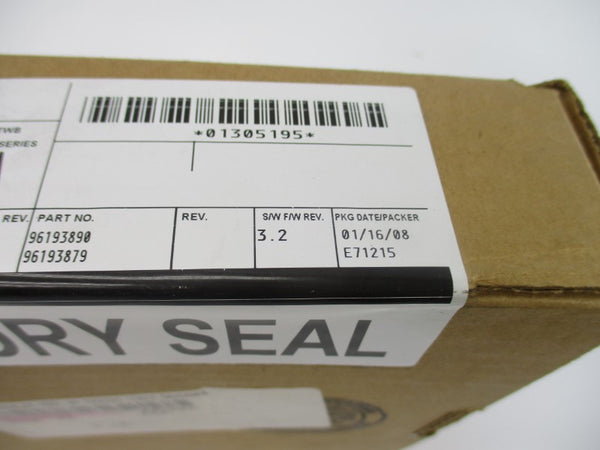 *01305195*
TWB
SERIES
REV. PART NO. REV. S/W F/W REV. PKG DATE/PACKER
96193890 3.2 01/16/08
96193879 E71215
ORY SEAL